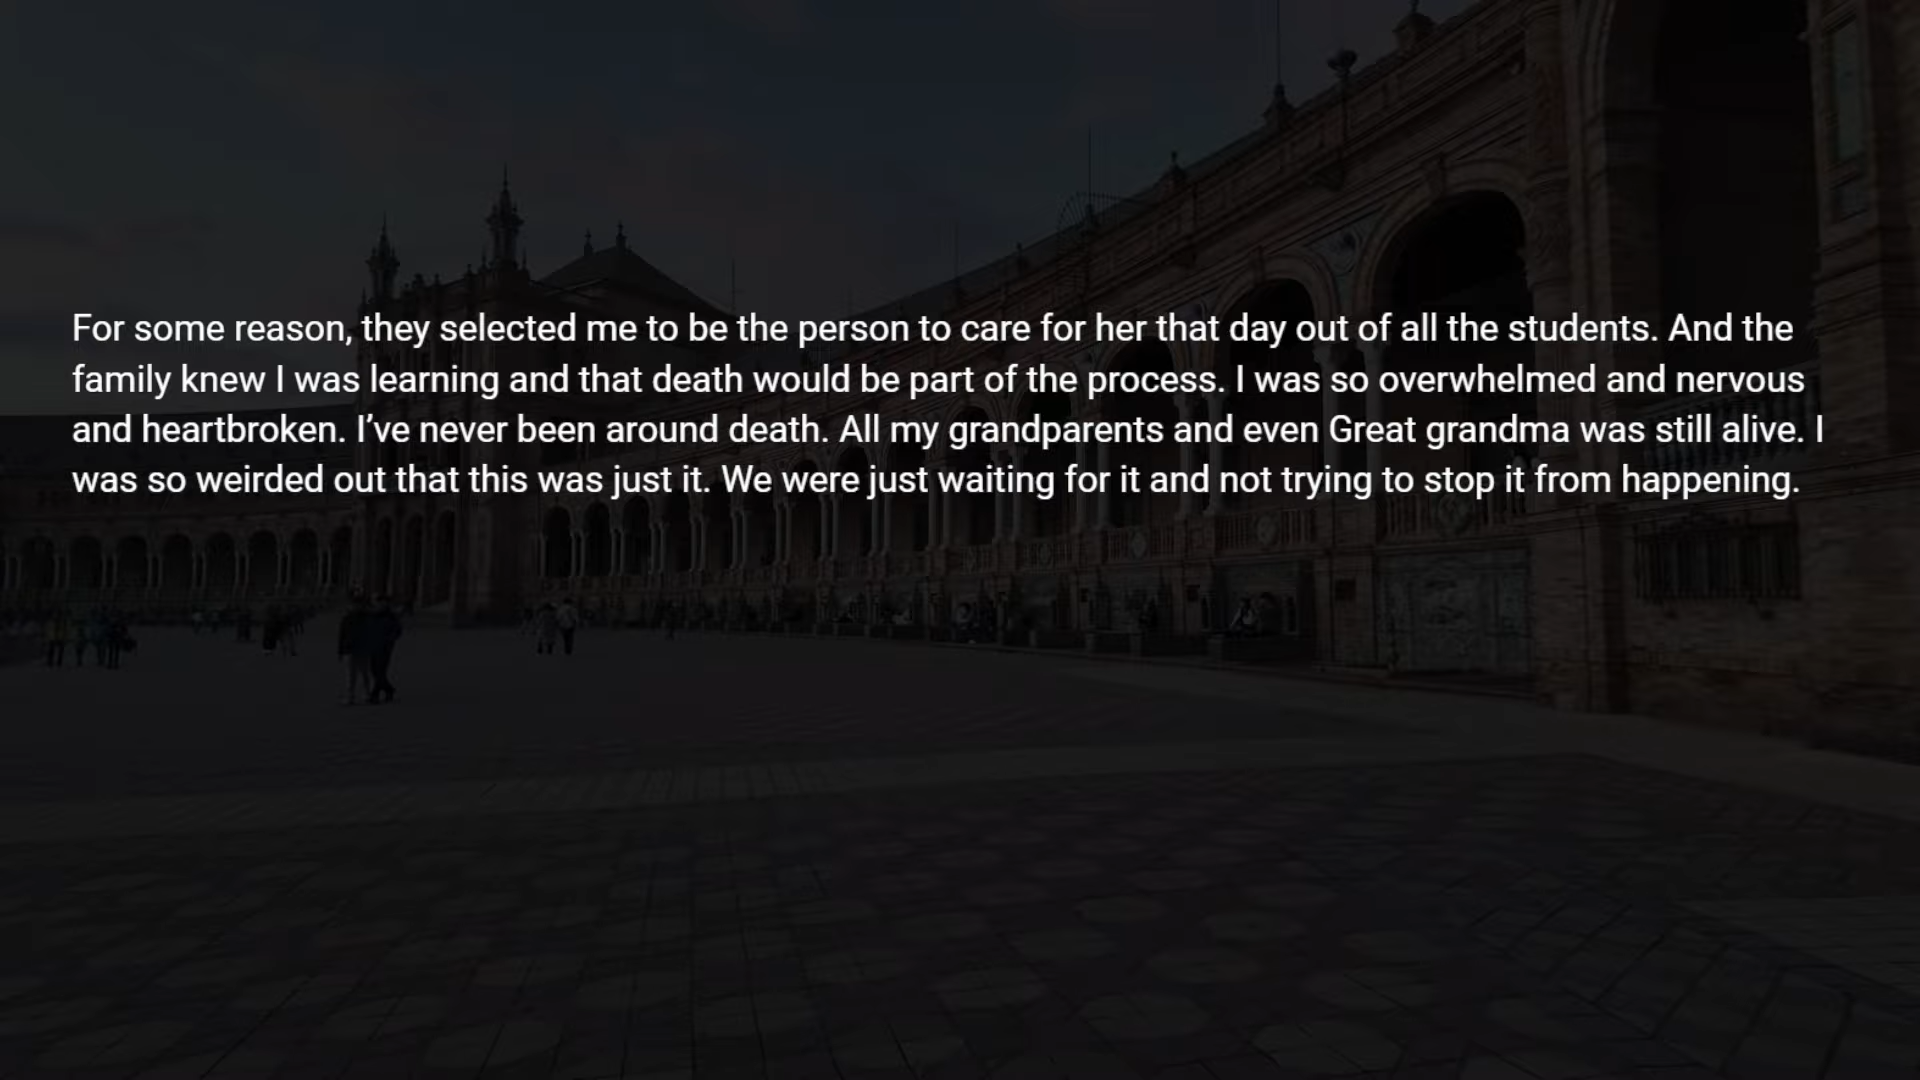 For some reason, they selected me to be the person to care for her that day out of all the students. And the
family knew I was learning and that death would be part of the process. I was so overwhelmed and nervous
and heartbroken. I’ve never been around death. All my grandparents and even Great grandma was still alive. I
was so weirded out that this was just it. We were just waiting for it and not trying to stop it from happening.